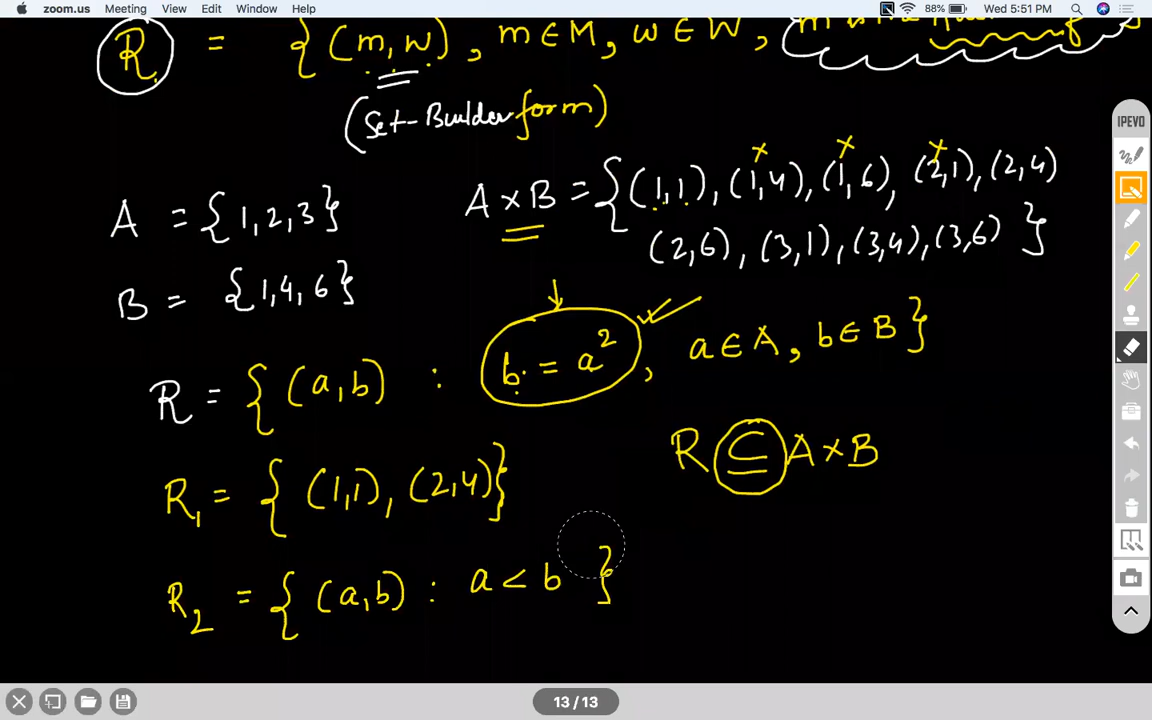 zoom.us Meeting View Edit Window Help 88% Wed 5:51 PM
R = {(m, w), m ∈ M, w ∈ W,
(Set-Builder form)
IPEVO
A = {1,2,3}
A × B = {(1,1), (1,4), (1,6), (2,1), (2,4)
(2,6), (3,1), (3,4), (3,6)}
B = {1,4,6}
R = {(a,b) : b = a², a ∈ A, b ∈ B}
R ⊆ A × B
R₁ = {(1,1), (2,4)}
R₂ = {(a,b) : a < b }
13 / 13